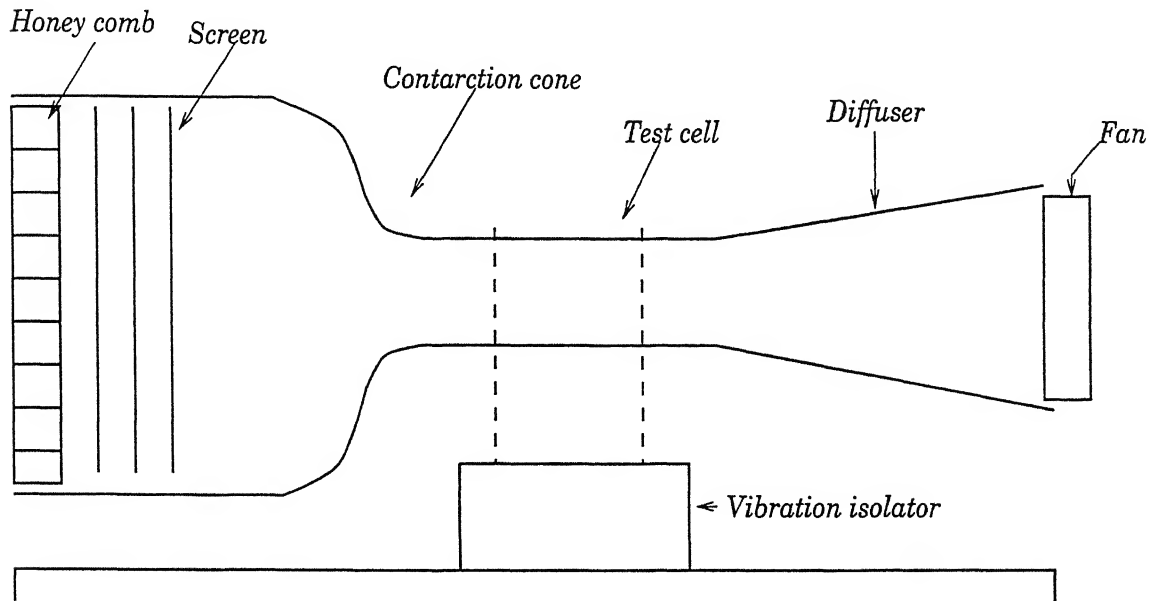 Honey comb
Screen
Contarction cone
Test cell
Diffuser
Fan
Vibration isolator